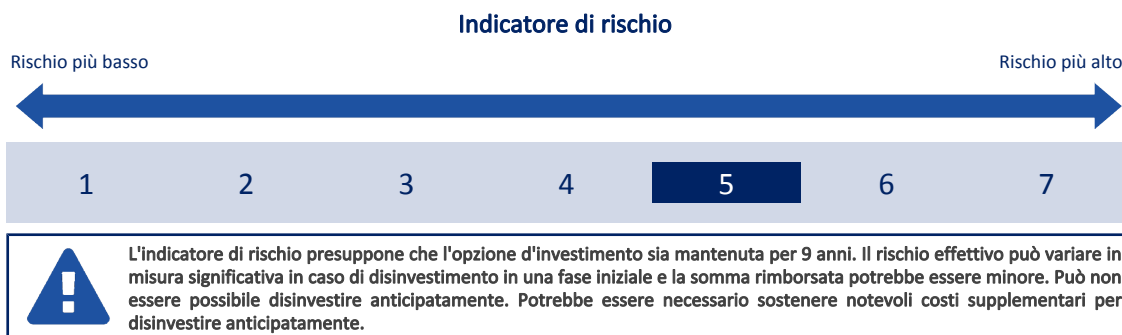 Indicatore di rischio
Rischio più basso
Rischio più alto
1 2 3 4 5 6 7
L'indicatore di rischio presuppone che l'opzione d'investimento sia mantenuta per 9 anni. Il rischio effettivo può variare in
misura significativa in caso di disinvestimento in una fase iniziale e la somma rimborsata potrebbe essere minore. Può non
essere possibile disinvestire anticipatamente. Potrebbe essere necessario sostenere notevoli costi supplementari per
disinvestire anticipatamente.